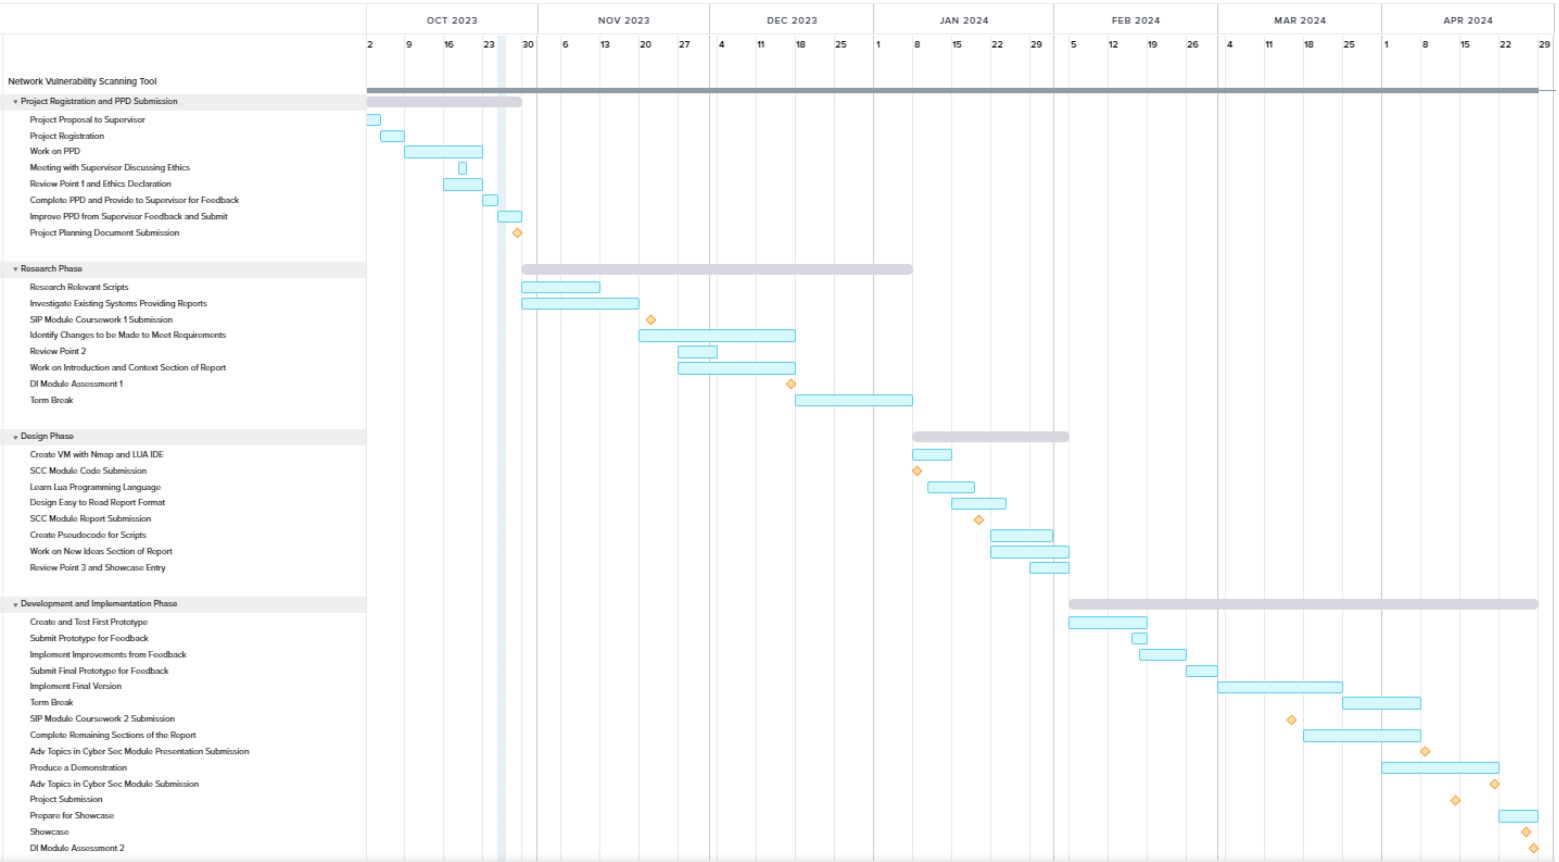 OCT 2023 NOV 2023 DEC 2023 JAN 2024 FEB 2024 MAR 2024 APR 2024
2 9 16 23 30 6 13 20 27 4 11 18 25 1 8 15 22 29 5 12 19 26 4 11 18 25 1 8 15 22 29
Network Vulnerability Scanning Tool
Project Registration and PPD Submission
Project Proposal to Supervisor
Project Registration
Work on PPD
Meeting with Supervisor Discussing Ethics
Review Point 1 and Ethics Declaration
Complete PPD and Provide to Supervisor for Feedback
Improve PPD from Supervisor Feedback and Submit
Project Planning Document Submission
Research Phase
Research Relevant Scripts
Investigate Existing Systems Providing Reports
SIP Module Coursework 1 Submission
Identify Changes to be Made to Meet Requirements
Review Point 2
Work on Introduction and Context Section of Report
DI Module Assessment 1
Term Break
Design Phase
Create VM with Nmap and LUA IDE
SCC Module Code Submission
Learn Lua Programming Language
Design Easy to Read Report Format
SCC Module Report Submission
Create Pseudocode for Scripts
Work on New Ideas Section of Report
Review Point 3 and Showcase Entry
Development and Implementation Phase
Create and Test First Prototype
Submit Prototype for Feedback
Implement Improvements from Feedback
Submit Final Prototype for Feedback
Implement Final Version
Term Break
SIP Module Coursework 2 Submission
Complete Remaining Sections of the Report
Adv Topics in Cyber Sec Module Presentation Submission
Produce a Demonstration
Adv Topics in Cyber Sec Module Submission
Project Submission
Prepare for Showcase
Showcase
DI Module Assessment 2